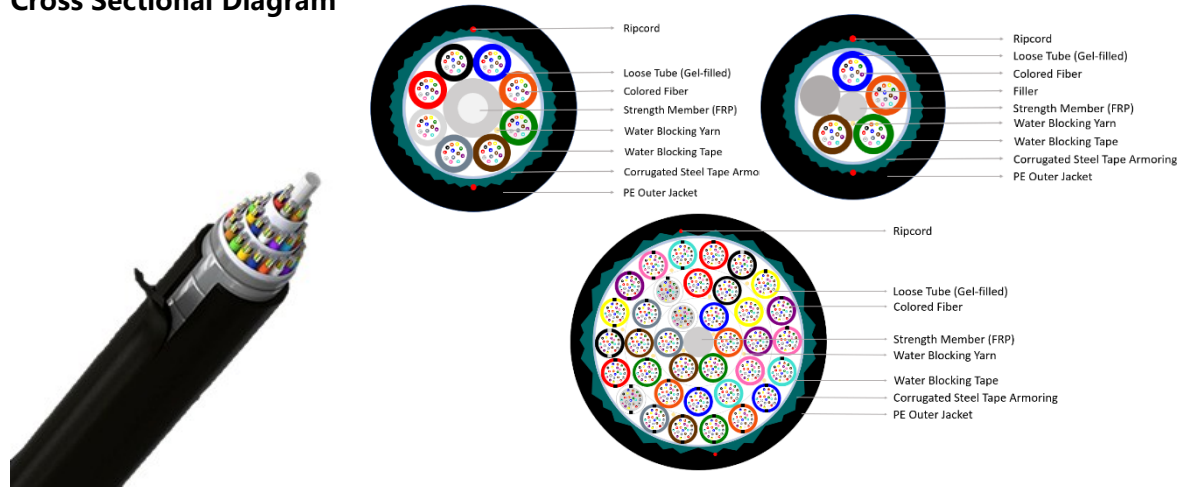 Cross Sectional Diagram
Ripcord
Loose Tube (Gel-filled)
Colored Fiber
Strength Member (FRP)
Water Blocking Yarn
Water Blocking Tape
Corrugated Steel Tape Armo
PE Outer Jacket
Ripcord
Loose Tube (Gel-filled)
Colored Fiber
Filler
Strength Member (FRP)
Water Blocking Yarn
Water Blocking Tape
Corrugated Steel Tape Armoring
PE Outer Jacket
Ripcord
Loose Tube (Gel-filled)
Colored Fiber
Strength Member (FRP)
Water Blocking Yarn
Water Blocking Tape
Corrugated Steel Tape Armoring
PE Outer Jacket